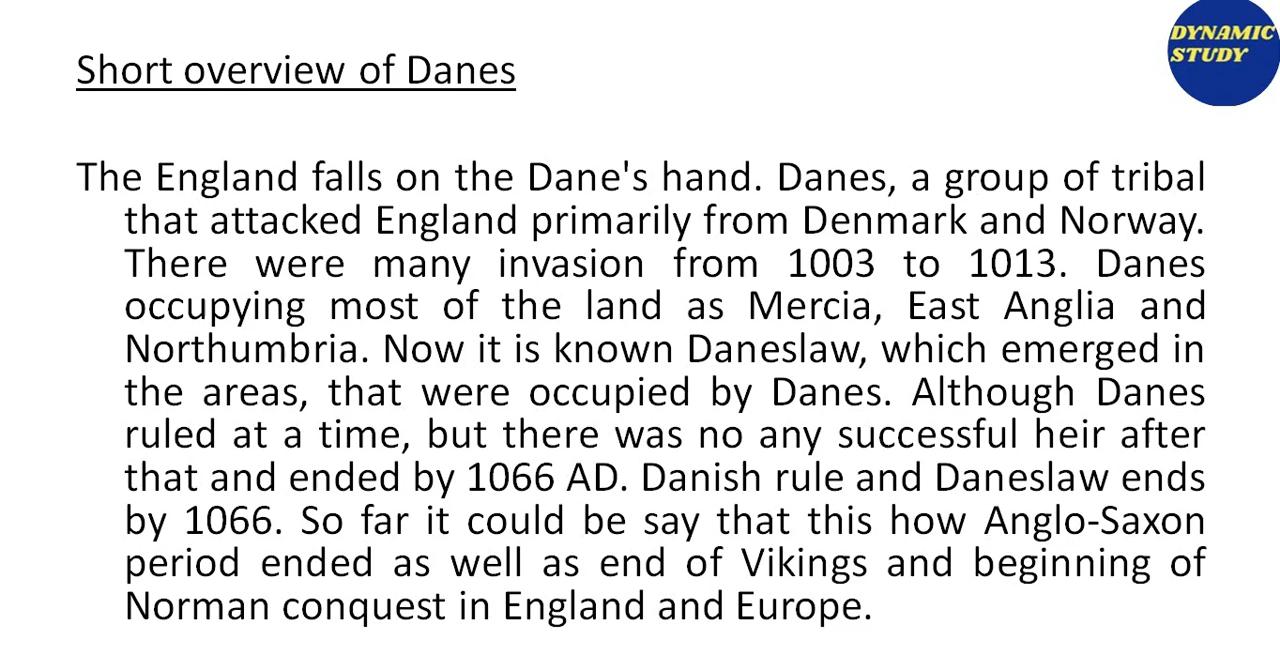 DYNAMIC
STUDY
Short overview of Danes
The England falls on the Dane's hand. Danes, a group of tribal
that attacked England primarily from Denmark and Norway.
There were many invasion from 1003 to 1013. Danes
occupying most of the land as Mercia, East Anglia and
Northumbria. Now it is known Daneslaw, which emerged in
the areas, that were occupied by Danes. Although Danes
ruled at a time, but there was no any successful heir after
that and ended by 1066 AD. Danish rule and Daneslaw ends
by 1066. So far it could be say that this how Anglo-Saxon
period ended as well as end of Vikings and beginning of
Norman conquest in England and Europe.